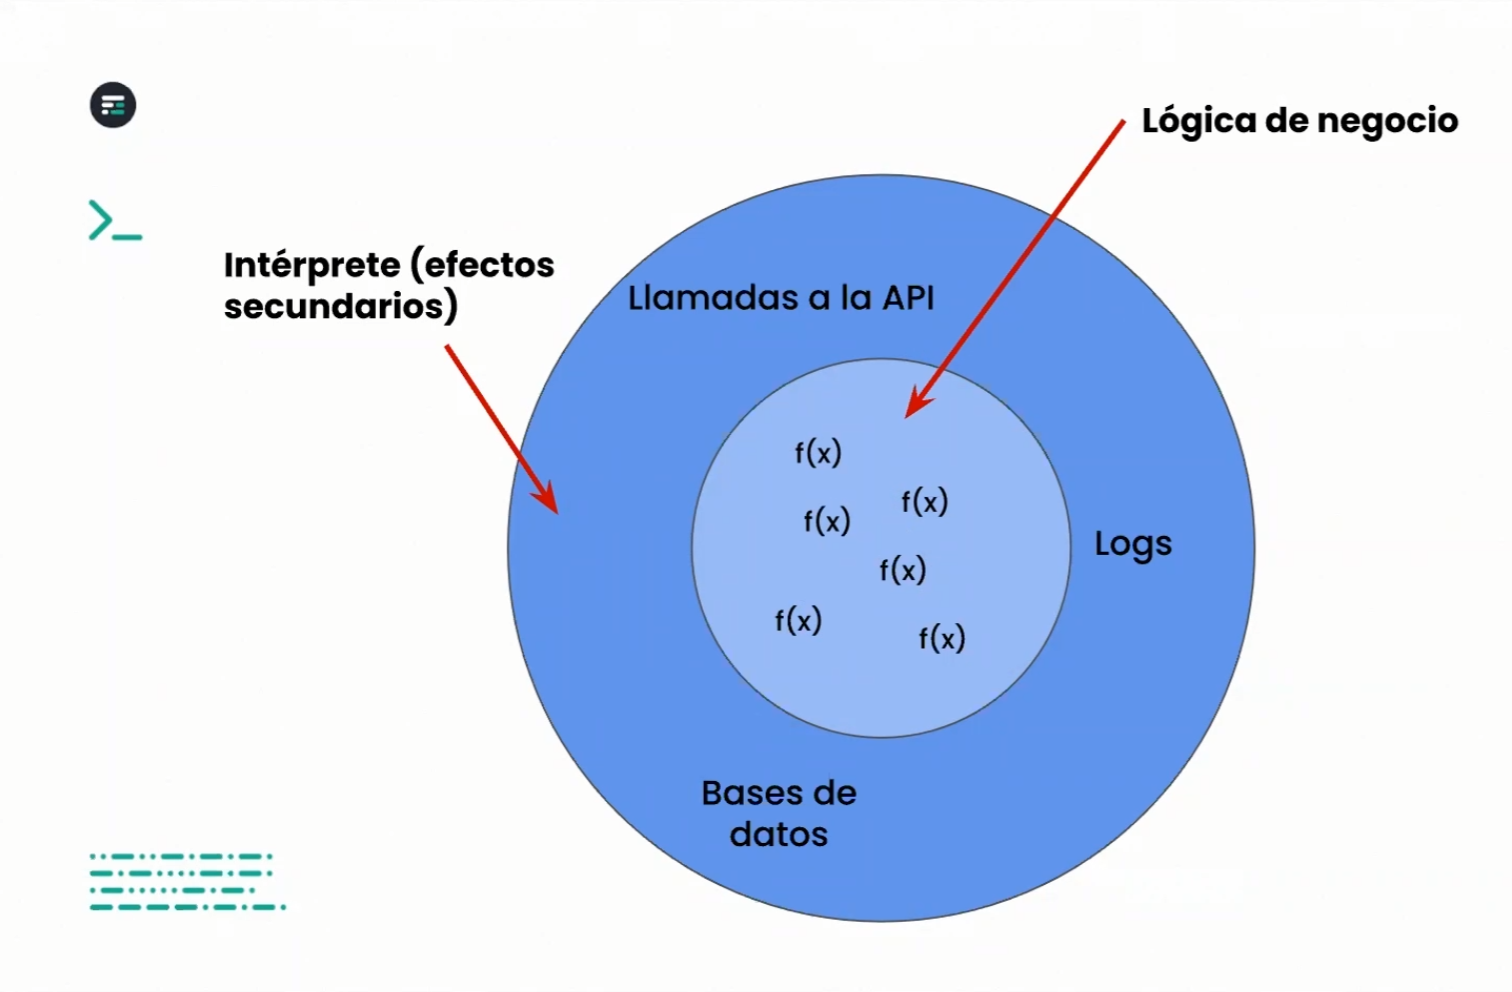 Lógica de negocio
Intérprete (efectos
secundarios)
Llamadas a la API
f(x)
f(x)
f(x)
f(x)
f(x)
f(x)
Logs
Bases de
datos